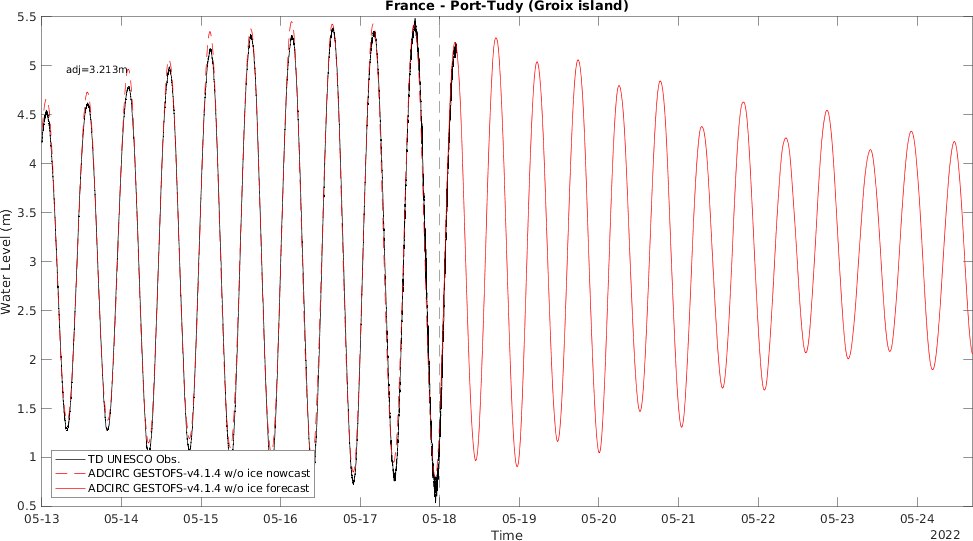 France - Port-Tudy (Groix island)
5.5
5
4.5
4
3.5
3
2.5
2
1.5
1
0.5
Water Level (m)
adj=3.213m
TD UNESCO Obs.
ADCIRC GESTOFS-v4.1.4 w/o ice nowcast
ADCIRC GESTOFS-v4.1.4 w/o ice forecast
05-13 05-14 05-15 05-16 05-17 05-18 05-19 05-20 05-21 05-22 05-23 05-24
Time
2022